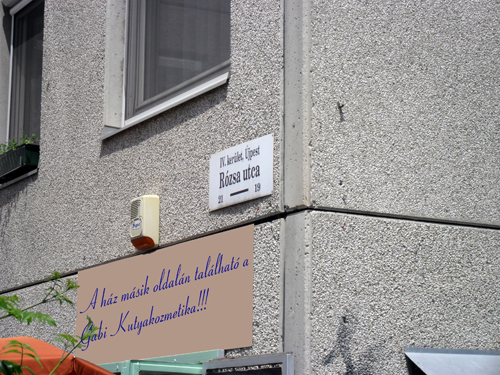 IV. kerület. Újpest
Rózsa utca
21 19
A ház másik oldalán található a
Gabi Kutyakozmetika!!!